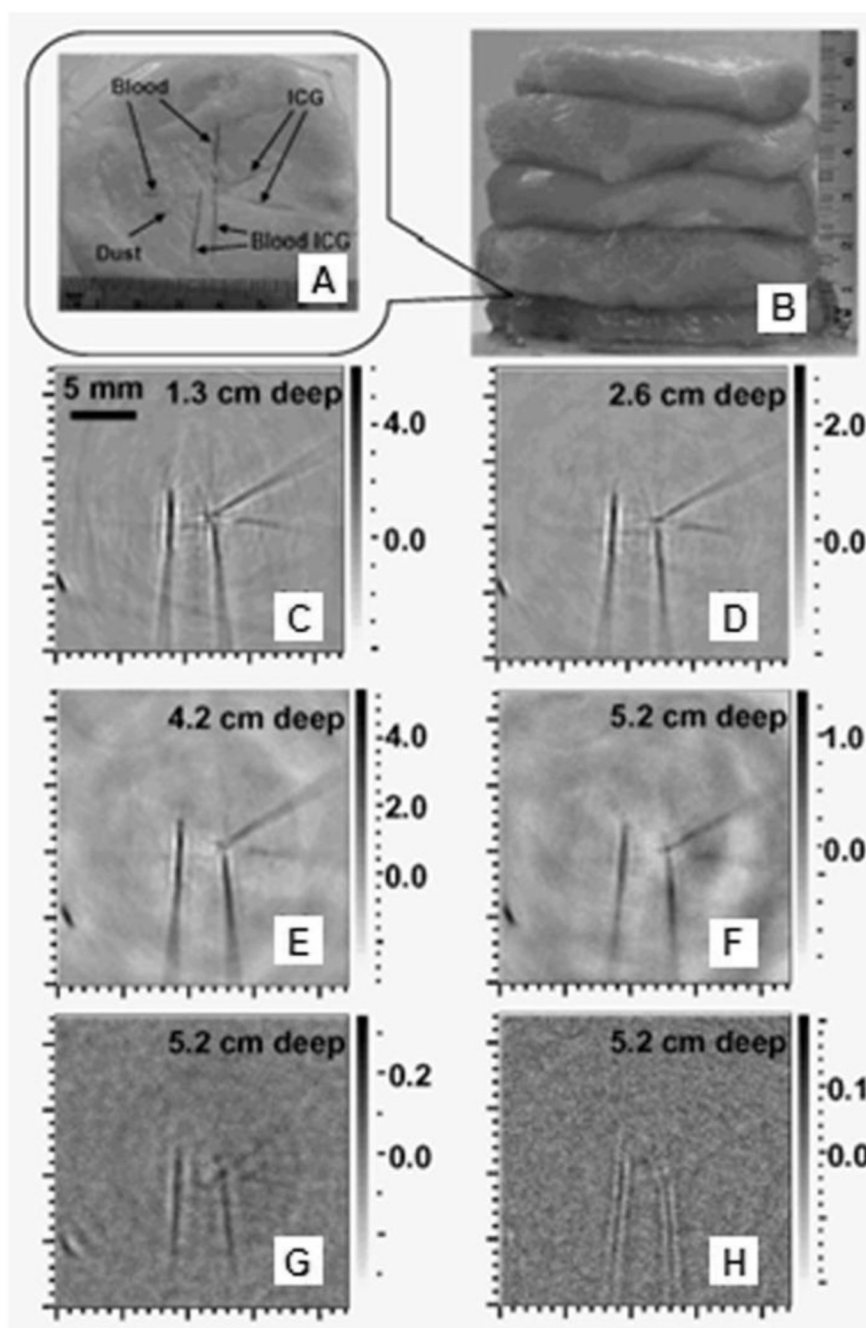 Blood
ICG
Dust
Blood ICG
A
B
5 mm
1.3 cm deep
4.0
0.0
C
2.6 cm deep
2.0
0.0
D
4.2 cm deep
4.0
2.0
0.0
E
5.2 cm deep
1.0
0.0
F
5.2 cm deep
0.2
0.0
G
5.2 cm deep
0.1
0.0
H